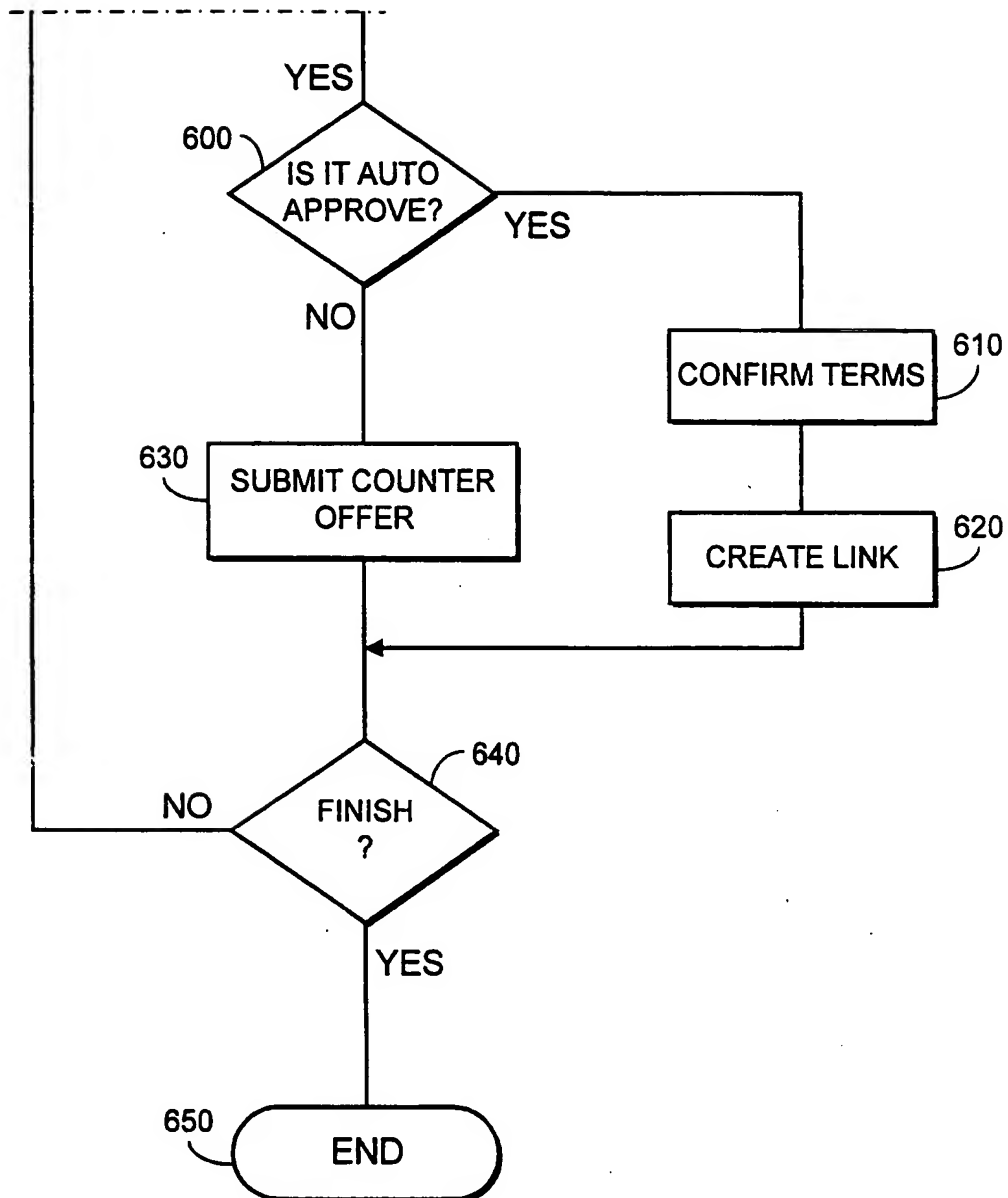 YES
600
IS IT AUTO
APPROVE?
YES
NO
610
CONFIRM TERMS
630
SUBMIT COUNTER
OFFER
620
CREATE LINK
640
NO
FINISH
?
YES
650
END